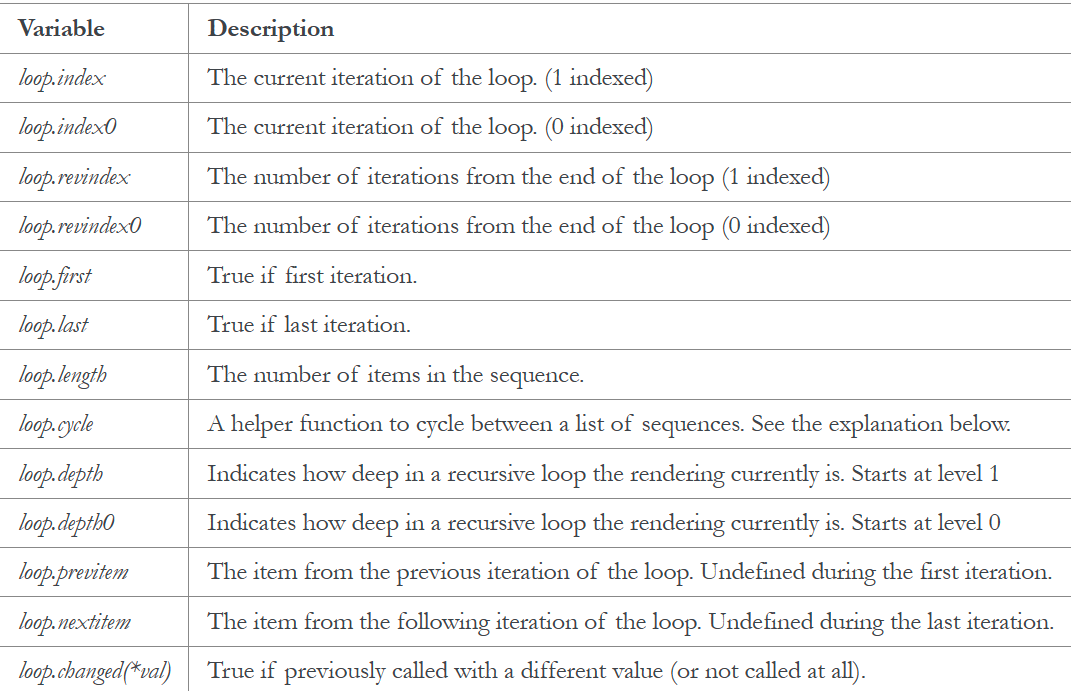 Variable Description
loop.index The current iteration of the loop. (1 indexed)
loop.index0 The current iteration of the loop. (0 indexed)
loop.revindex The number of iterations from the end of the loop (1 indexed)
loop.revindex0 The number of iterations from the end of the loop (0 indexed)
loop.first True if first iteration.
loop.last True if last iteration.
loop.length The number of items in the sequence.
loop.cycle A helper function to cycle between a list of sequences. See the explanation below.
loop.depth Indicates how deep in a recursive loop the rendering currently is. Starts at level 1
loop.depth0 Indicates how deep in a recursive loop the rendering currently is. Starts at level 0
loop.previtem The item from the previous iteration of the loop. Undefined during the first iteration.
loop.nextitem The item from the following iteration of the loop. Undefined during the last iteration.
loop.changed(*val) True if previously called with a different value (or not called at all).